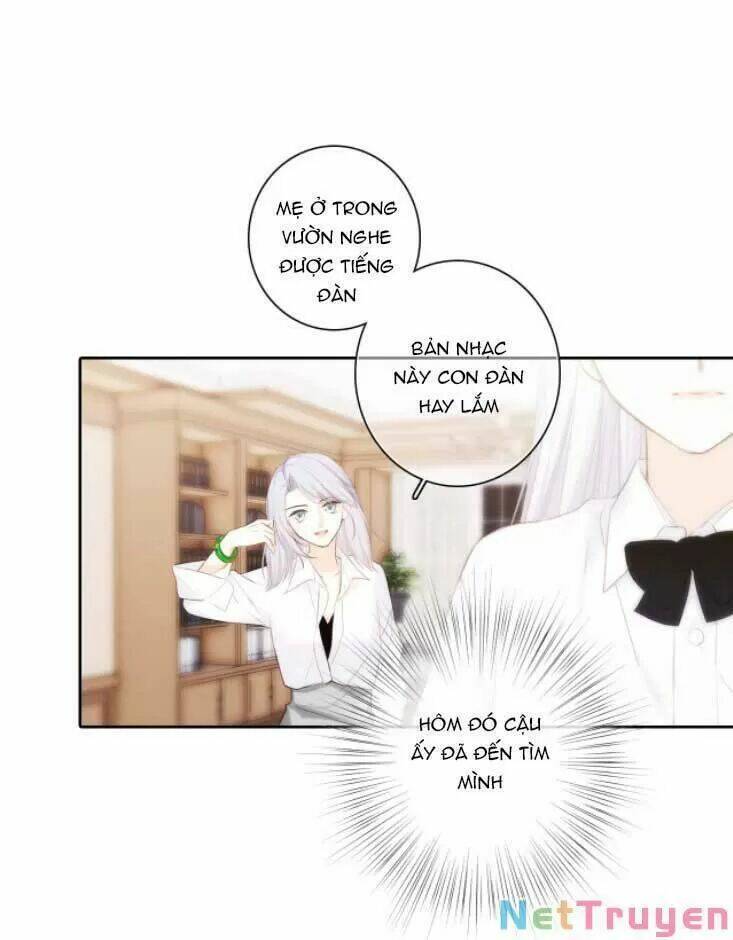 MẸ Ở TRONG
VƯỜN NGHE
ĐƯỢC TIẾNG
ĐÀN
BẢN NHẠC
NÀY CON ĐÀN
HAY LẮM
HÔM ĐÓ CẬU
ẤY ĐÃ ĐẾN TÌM
MÌNH
NetTruyen